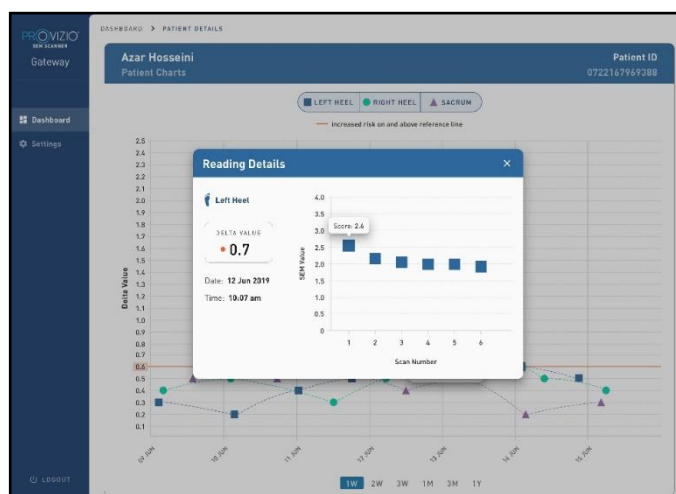 PROVIZIO
SEM SCANNER
Gateway
Dashboard
Settings
LOGOUT
DASHBOARD > PATIENT DETAILS
Azar Hosseini
Patient Charts
Patient ID
0722167969388
LEFT HEEL
RIGHT HEEL
SACRUM
increased risk on and above reference line
Delta Value
2.5
2.4
2.3
2.2
2.1
2.0
1.9
1.8
1.7
1.6
1.5
1.4
1.3
1.2
1.1
1.0
0.9
0.8
0.7
0.6
0.5
0.4
0.3
0.2
0.1
09 JUN
10 JUN
11 JUN
12 JUN
13 JUN
14 JUN
15 JUN
1W 2W 3W 1M 3M 1Y
Reading Details
×
Left Heel
DELTA VALUE
0.7
Date: 12 Jun 2019
Time: 10:07 am
SEM Value
4.0
3.5
3.0
2.5
2.0
1.5
1.0
0.5
0
Score: 2.6
1 2 3 4 5 6
Scan Number